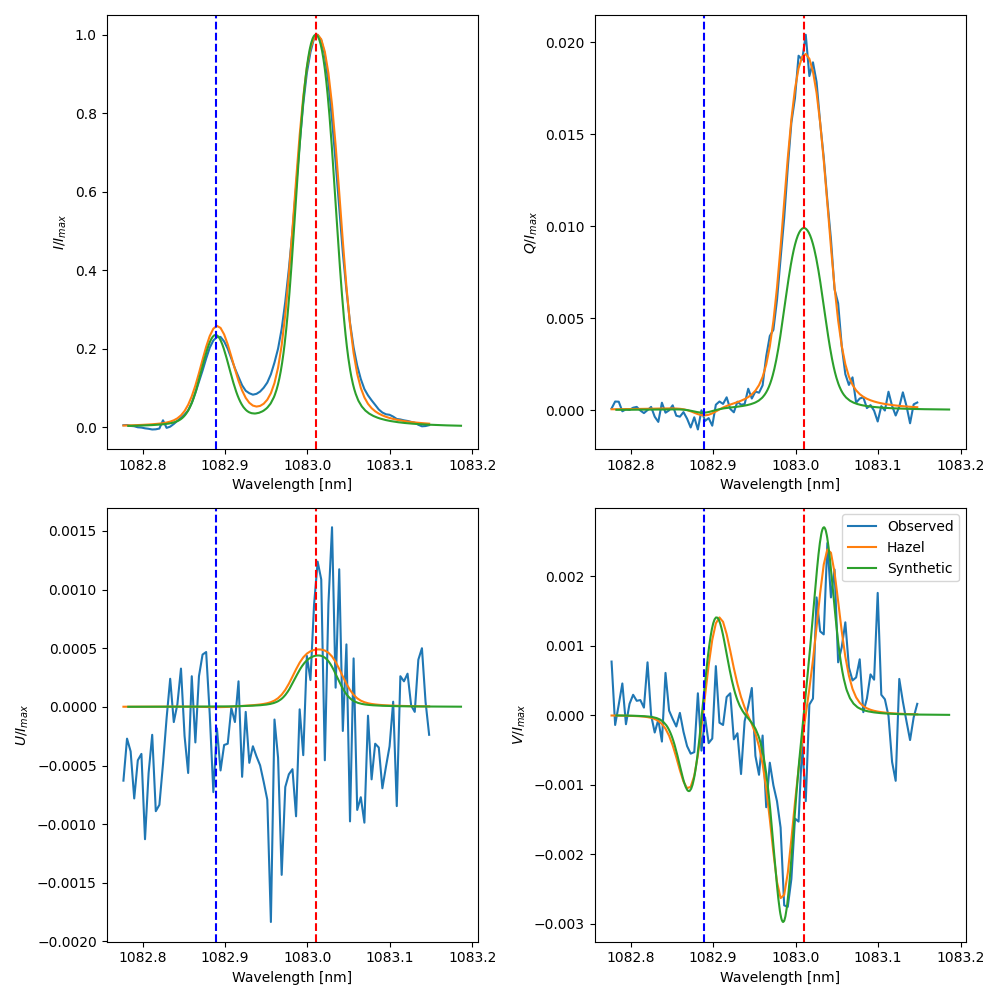 1.0
0.8
0.6
0.4
0.2
0.0
I/I_max
1082.8 1082.9 1083.0 1083.1 1083.2
Wavelength [nm]
0.020
0.015
0.010
0.005
0.000
Q/I_max
1082.8 1082.9 1083.0 1083.1 1083.2
Wavelength [nm]
0.0015
0.0010
0.0005
0.0000
−0.0005
−0.0010
−0.0015
−0.0020
U/I_max
1082.8 1082.9 1083.0 1083.1 1083.2
Wavelength [nm]
Observed
Hazel
Synthetic
0.002
0.001
0.000
−0.001
−0.002
−0.003
V/I_max
1082.8 1082.9 1083.0 1083.1 1083.2
Wavelength [nm]